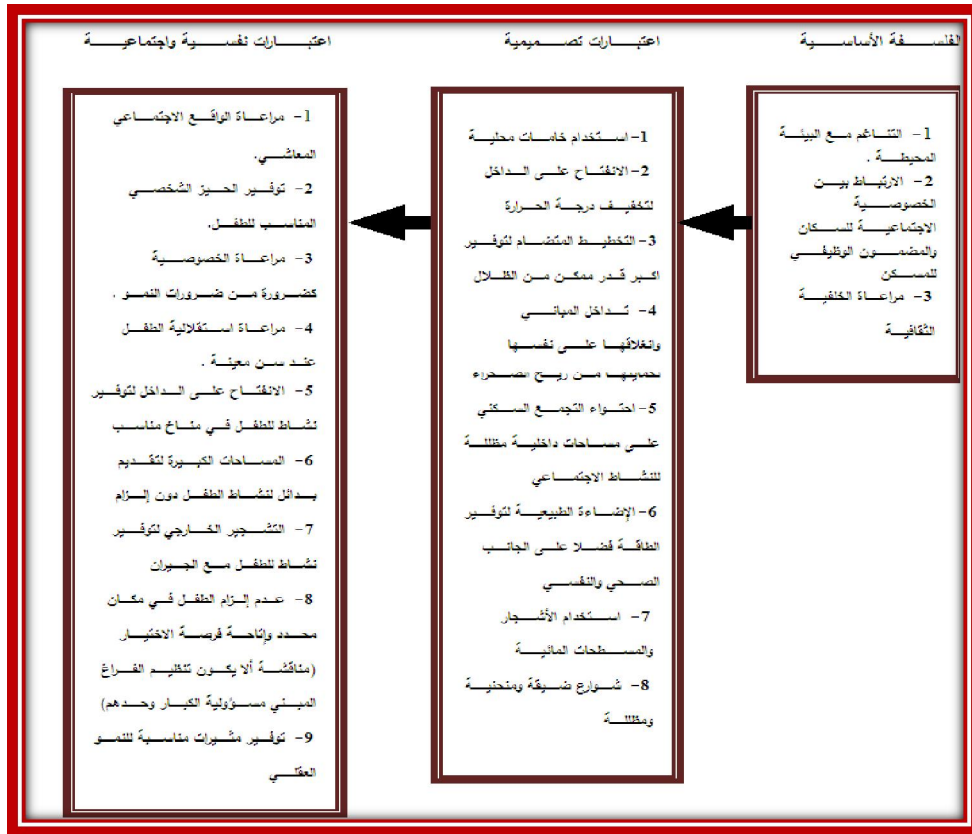 الفلسفة الأساسية
1- التناغم مع البيئة
المحيطة .
2- الارتباط بين
الخصوصية
الاجتماعية للسكان
والمضمون الوظيفي
للمسكن
3- مراعاة الخلفية
الثقافية
اعتبارات تصميمية
1- استخدام خامات محلية
2- الانفتاح على الداخل
لتخفيف درجة الحرارة
3- التخطيط المتضام لتوفير
اكبر قدر ممكن من الظلال
4- تداخل المباني
وانغلاقها على نفسها
لحمايتها من ريح الصحراء
5- احتواء التجمع السكني
على مساحات داخلية مظللة
للنشاط الاجتماعي
6- الإضاءة الطبيعية لتوفير
الطاقة فضلا على الجانب
الصحي والنفسي
7- استخدام الأشجار
والمسطحات المائية
8- شوارع ضيقة ومنحنية
ومظللة
اعتبارات نفسية واجتماعية
1- مراعاة الواقع الاجتماعي
المعاشي.
2- توفير الحيز الشخصي
المناسب للطفل.
3- مراعاة الخصوصية
كضرورة من ضرورات النمو .
4- مراعاة استقلالية الطفل
عند سن معينة .
5- الانفتاح على الداخل لتوفير
نشاط للطفل في مناخ مناسب
6- المساحات الكبيرة لتقديم
بدائل لنشاط الطفل دون إلزام
7- التشجير الخارجي لتوفير
نشاط للطفل مع الجيران
8- عدم إلزام الطفل في مكان
محدد وإتاحة فرصة الاختيار
(مناقشة ألا يكون تنظيم الفراغ
المبني مسؤولية الكبار وحدهم)
9- توفير مثيرات مناسبة للنمو
العقلي